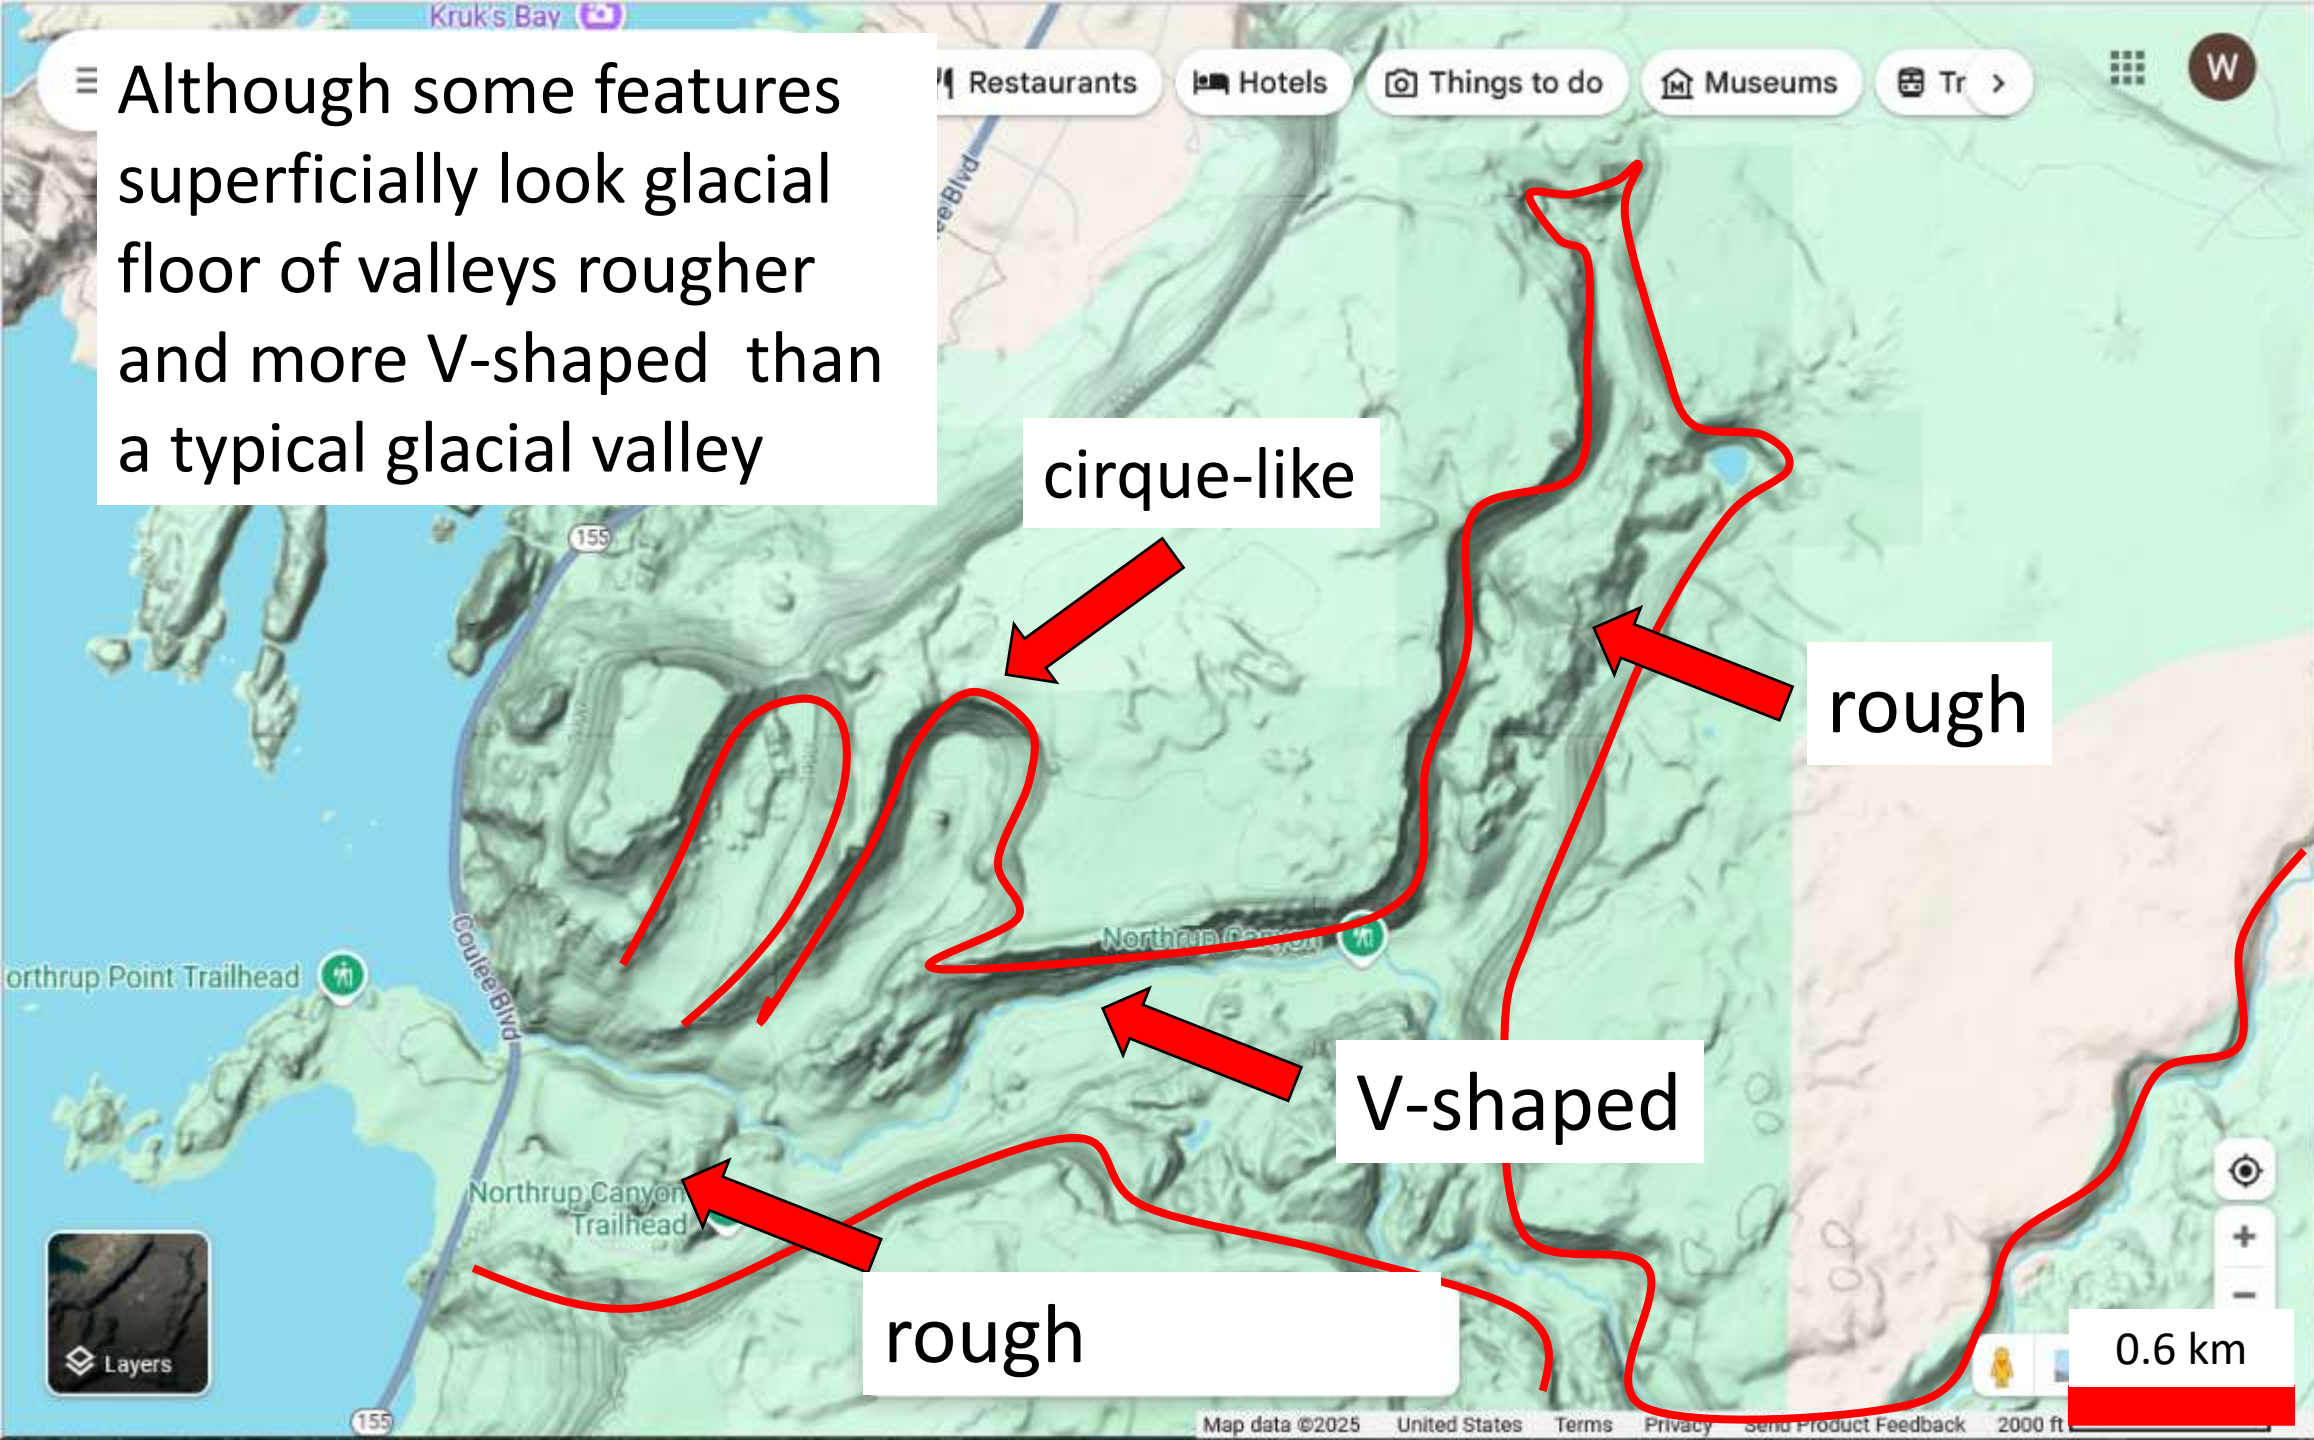 Kruk's Bay
Although some features
superficially look glacial
floor of valleys rougher
and more V-shaped than
a typical glacial valley
Restaurants
Hotels
Things to do
Museums
Tr
W
ee Blvd
cirque-like
155
rough
Northrup Canyon
orthrup Point Trailhead
Coulee Blvd
V-shaped
Northrup Canyon
Trailhead
rough
Layers
0.6 km
155
Map data ©2025 United States Terms Privacy Send Product Feedback 2000 ft